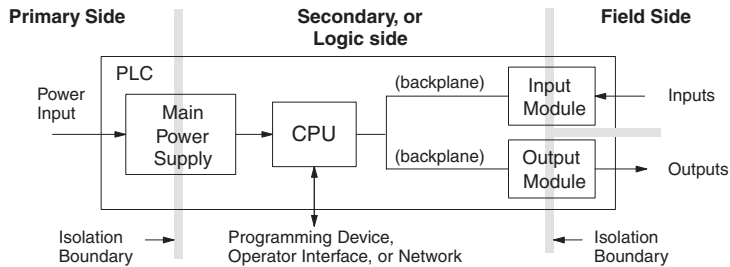 Primary Side
Secondary, or
Logic side
Field Side
PLC
Power
Input
Main
Power
Supply
CPU
(backplane)
(backplane)
Input
Module
Output
Module
Inputs
Outputs
Isolation
Boundary
Programming Device,
Operator Interface, or Network
Isolation
Boundary